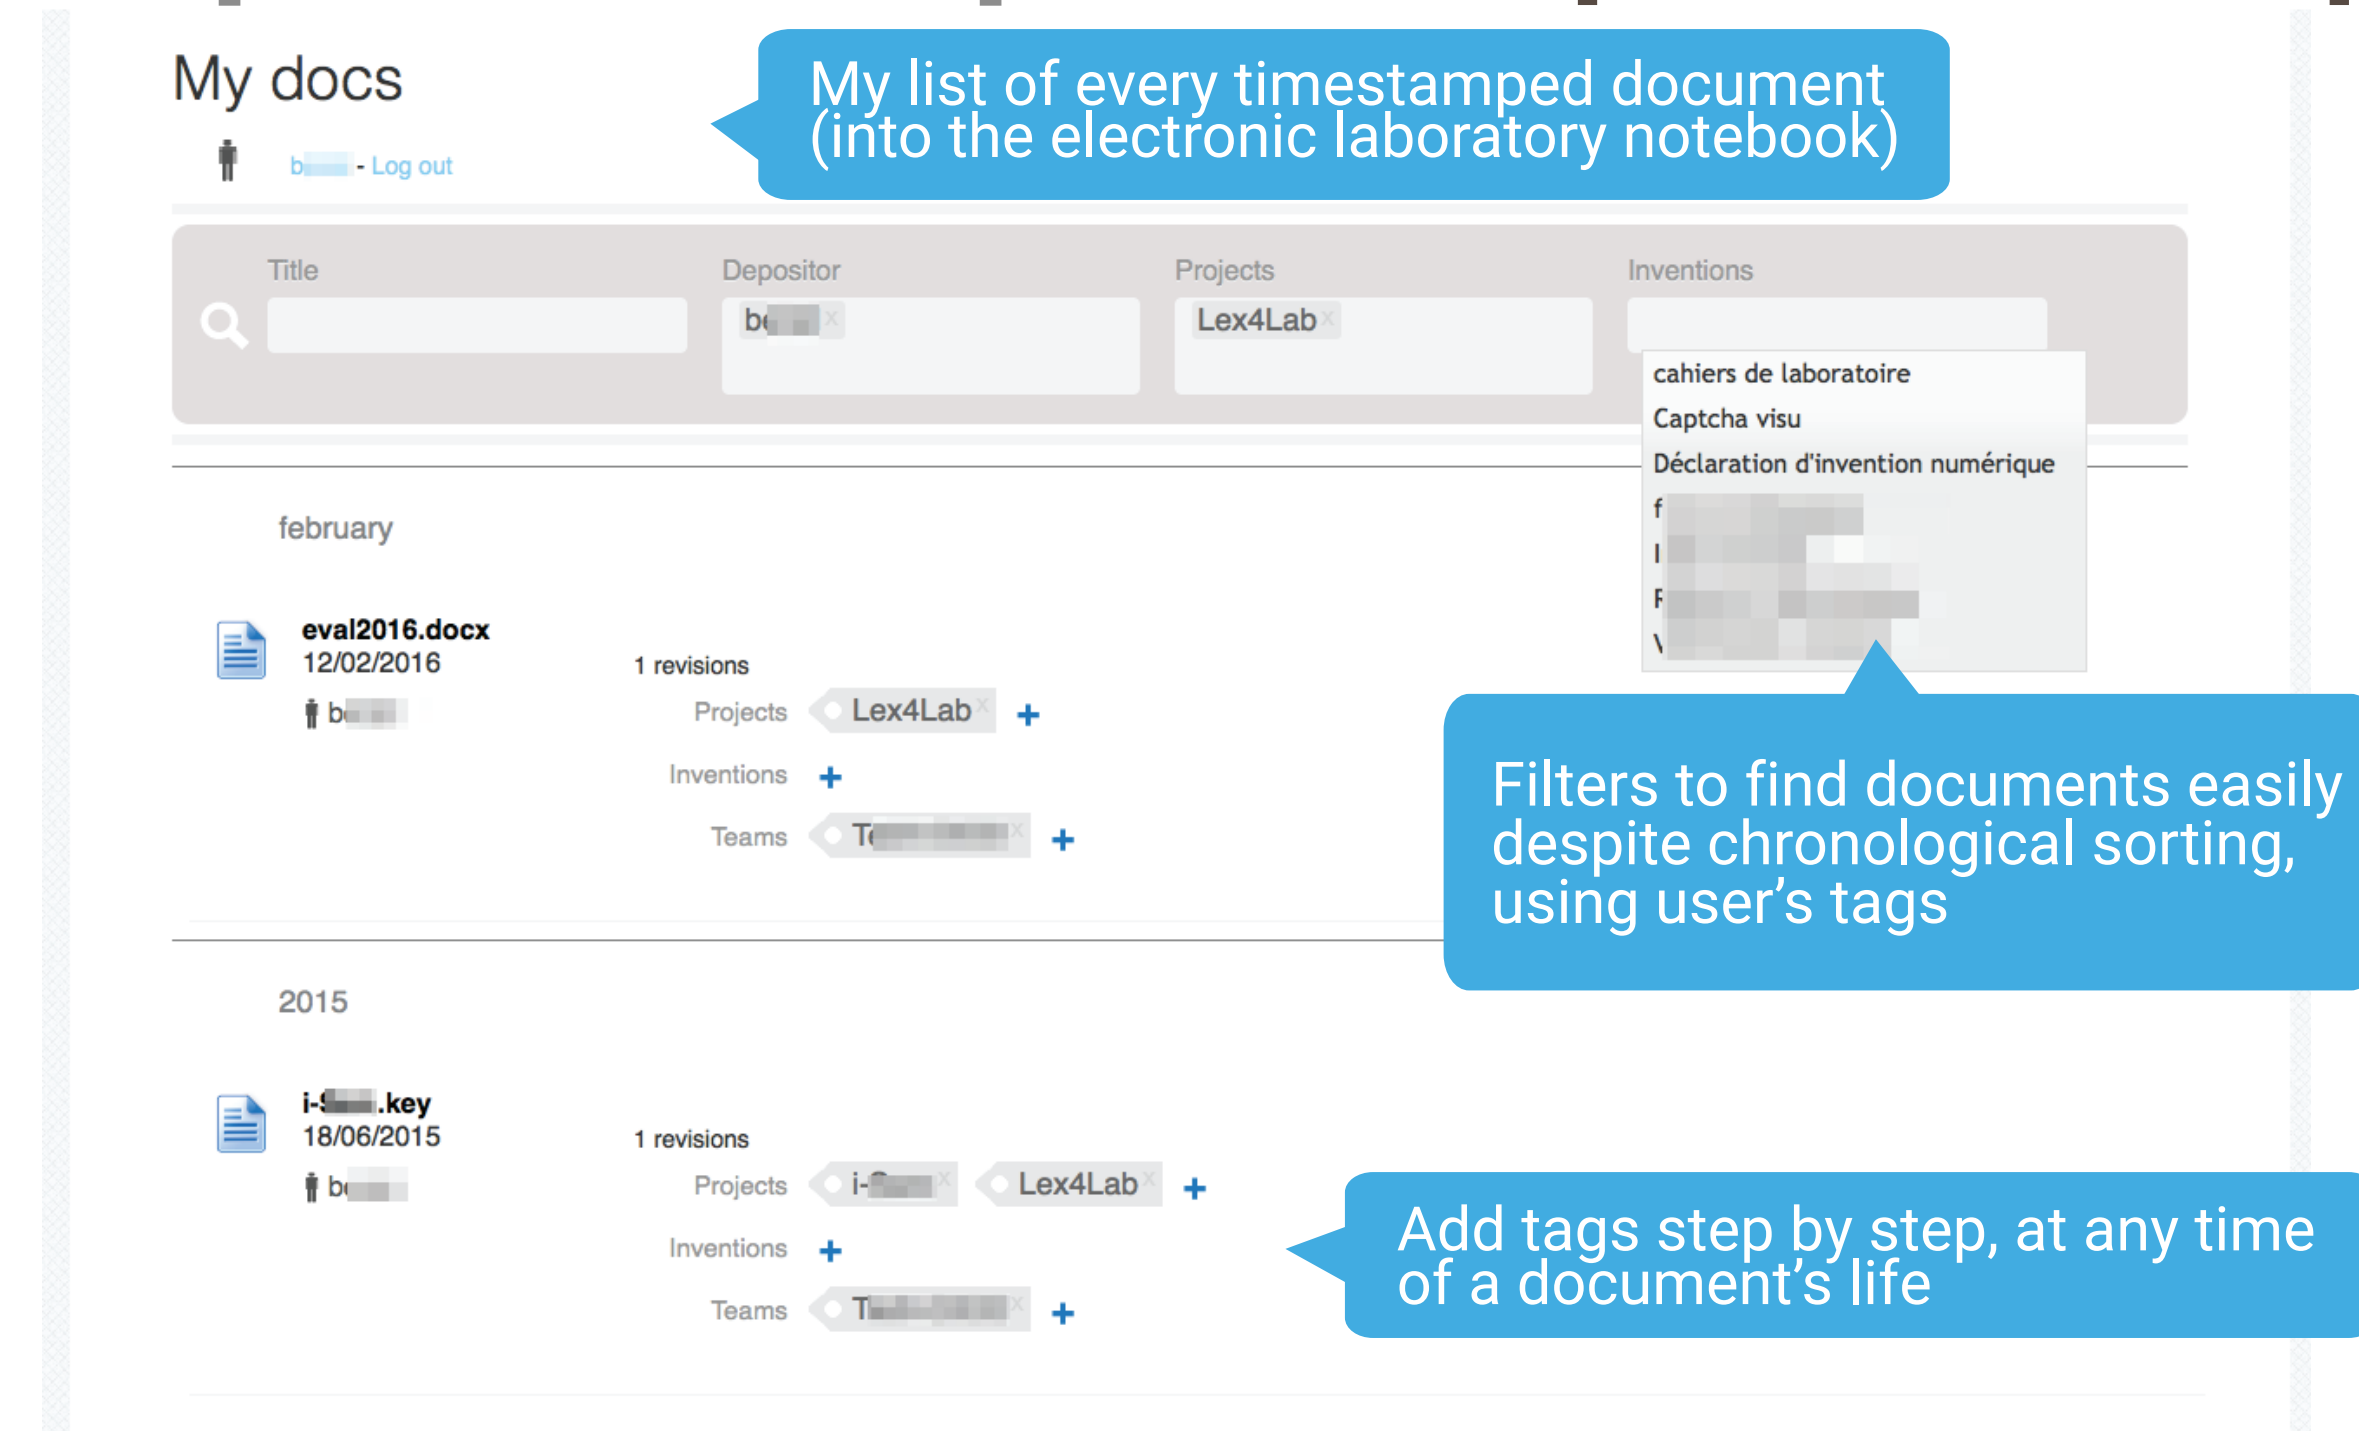 My docs
My list of every timestamped document
(into the electronic laboratory notebook)
- Log out
Title Depositor Projects Inventions
x Lex4Lab x
cahiers de laboratoire
Captcha visu
Déclaration d'invention numérique
february
eval2016.docx
12/02/2016
1 revisions
Projects Lex4Lab x +
Inventions +
Teams x +
Filters to find documents easily
despite chronological sorting,
using user’s tags
2015
.key
18/06/2015
1 revisions
Projects x Lex4Lab x +
Inventions +
Teams x +
Add tags step by step, at any time
of a document’s life